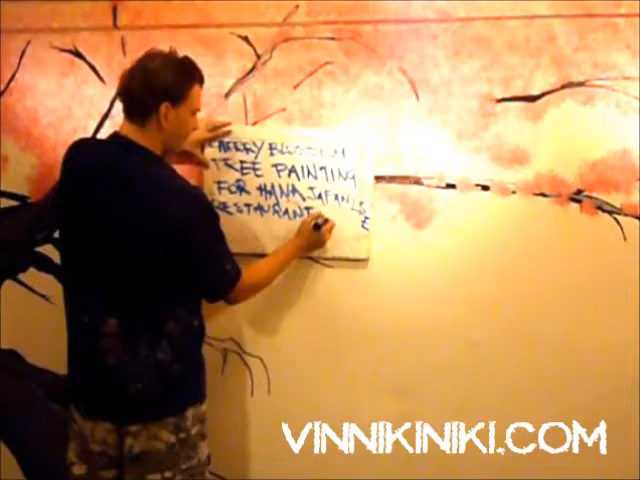 CHERRY BLOSSOM
TREE PAINTING
FOR HANA JAPANESE
RESTAURANT
VINNIKINIKI.COM